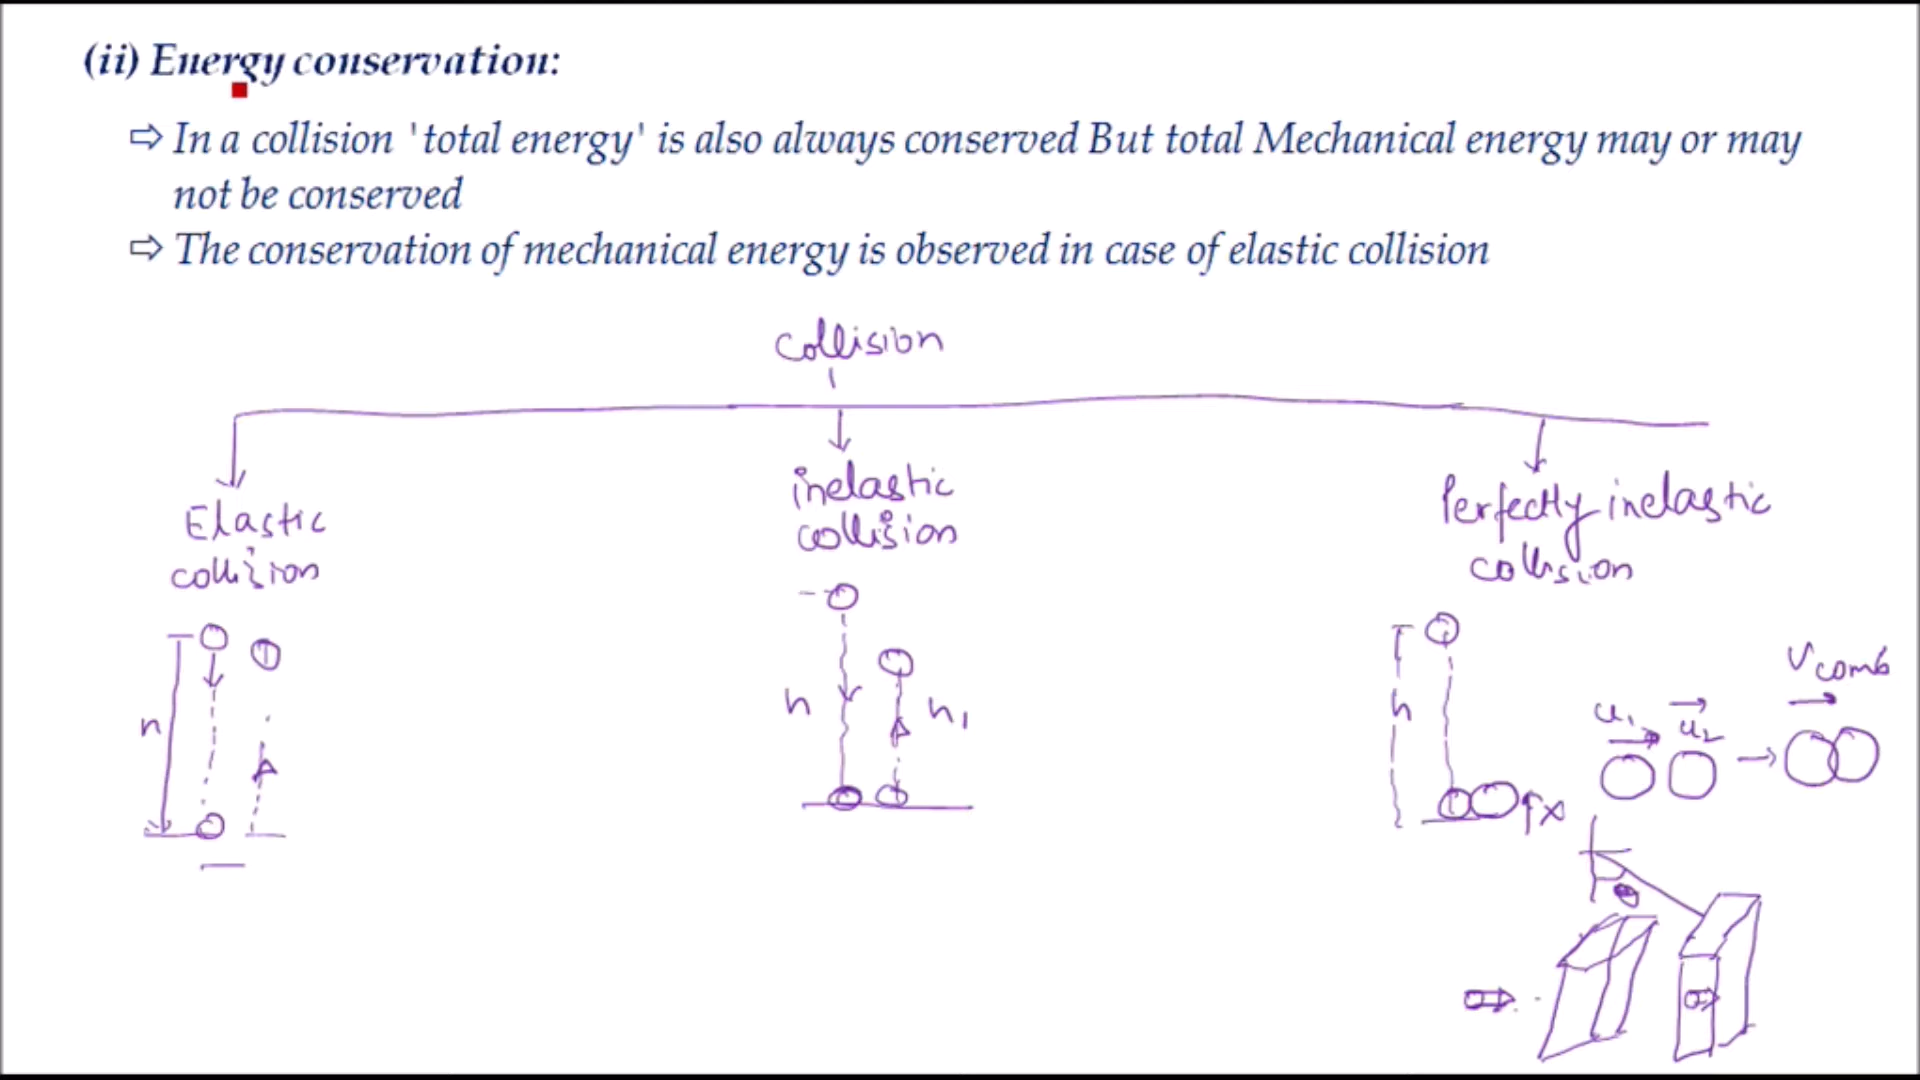 (ii) Energy conservation:
⇨ In a collision 'total energy' is also always conserved But total Mechanical energy may or may
not be conserved
⇨ The conservation of mechanical energy is observed in case of elastic collision
Collision
Elastic
collision
inelastic
collision
Perfectly inelastic
collision
h
h
h₁
h
x
u₁
u₂
Vcomb
θ